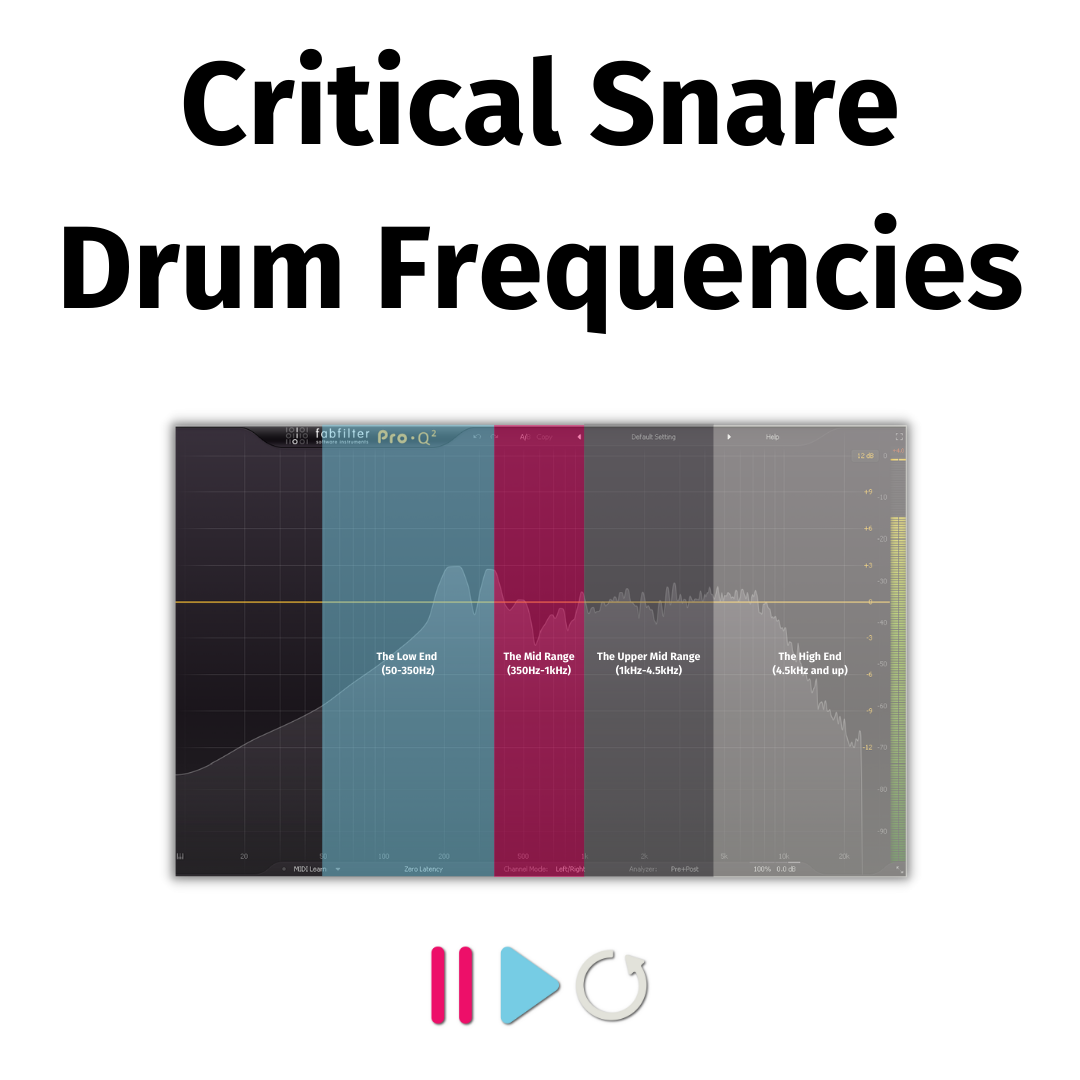 Critical Snare
Drum Frequencies
fabfilter
software instruments
Pro·Q²
A/B Copy
Default Setting
Help
12 dB 0
+9 -10
+6 -20
+3 -30
0 -40
-3 -50
-6 -60
-9 -70
-12 -80
-90
The Low End
(50-350Hz)
The Mid Range
(350Hz-1kHz)
The Upper Mid Range
(1kHz-4.5kHz)
The High End
(4.5kHz and up)
20 50 100 200 500 1k 2k 5k 10k 20k
MIDI Learn
Zero Latency
Channel Mode: Left/Right
Analyzer: Pre+Post
100% 0.0 dB